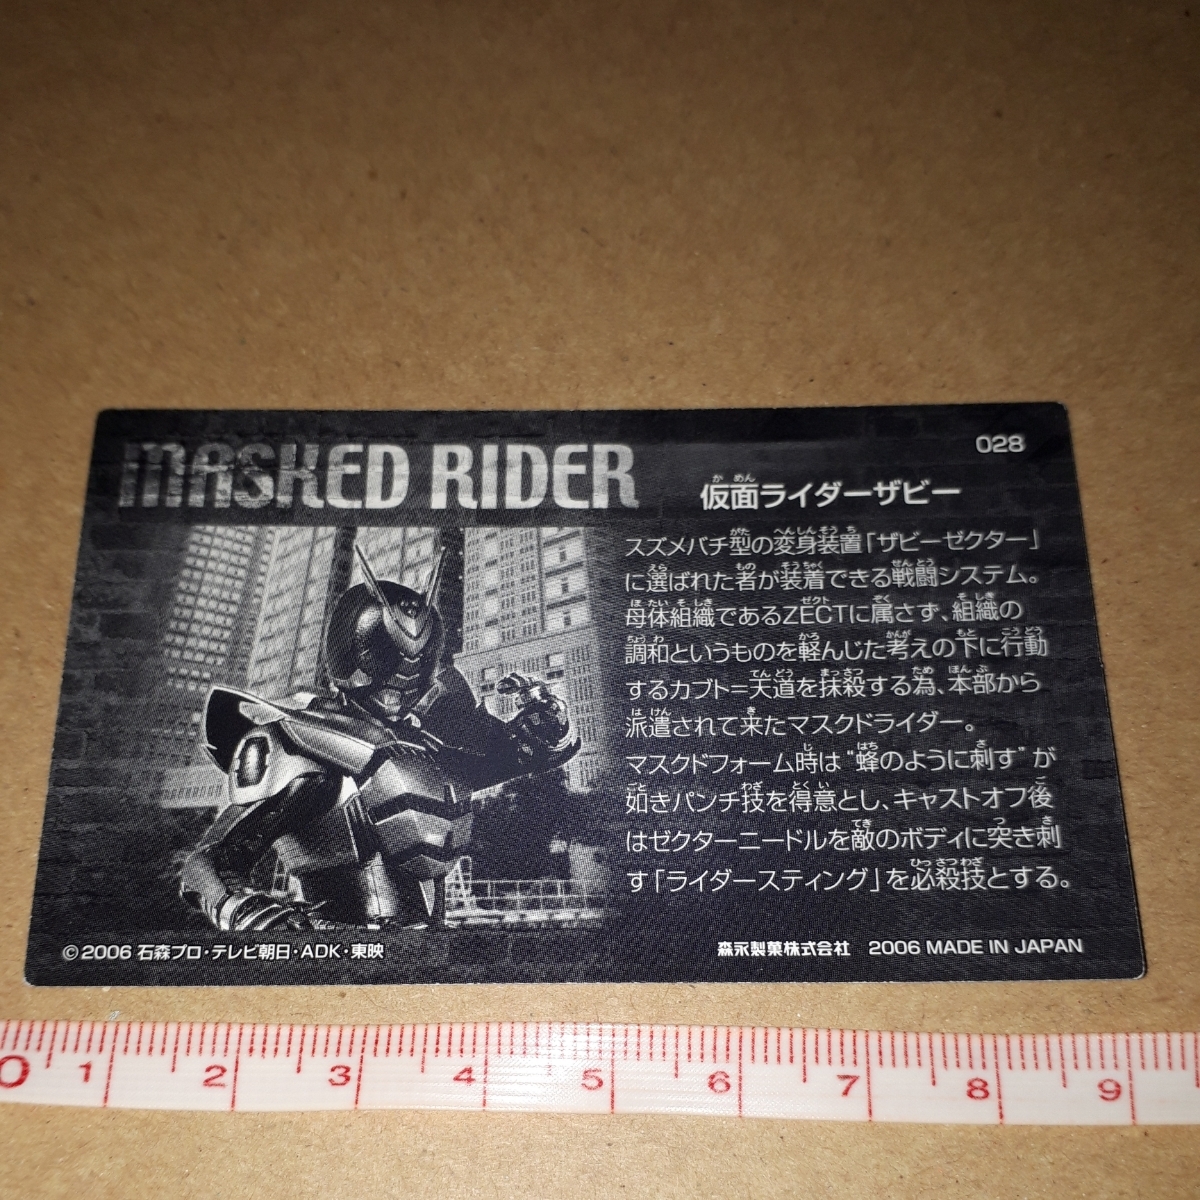 MASKED RIDER
028
仮面ライダーザビー
スズメバチ型の変身装置「ザビーゼクター」
に選ばれた者が装着できる戦闘システム。
母体組織であるZECTに属さず、組織の
調和というものを軽んじた考えの下に行動
するカブト=天道を抹殺する為、本部から
派遣されて来たマスクドライダー。
マスクドフォーム時は“蜂のように刺す”が
如きパンチ技を得意とし、キャストオフ後
はゼクターニードルを敵のボディに突き刺
す「ライダースティング」を必殺技とする。
©2006 石森プロ・テレビ朝日・ADK・東映
森永製菓株式会社 2006 MADE IN JAPAN
0 1 2 3 4 5 6 7 8 9